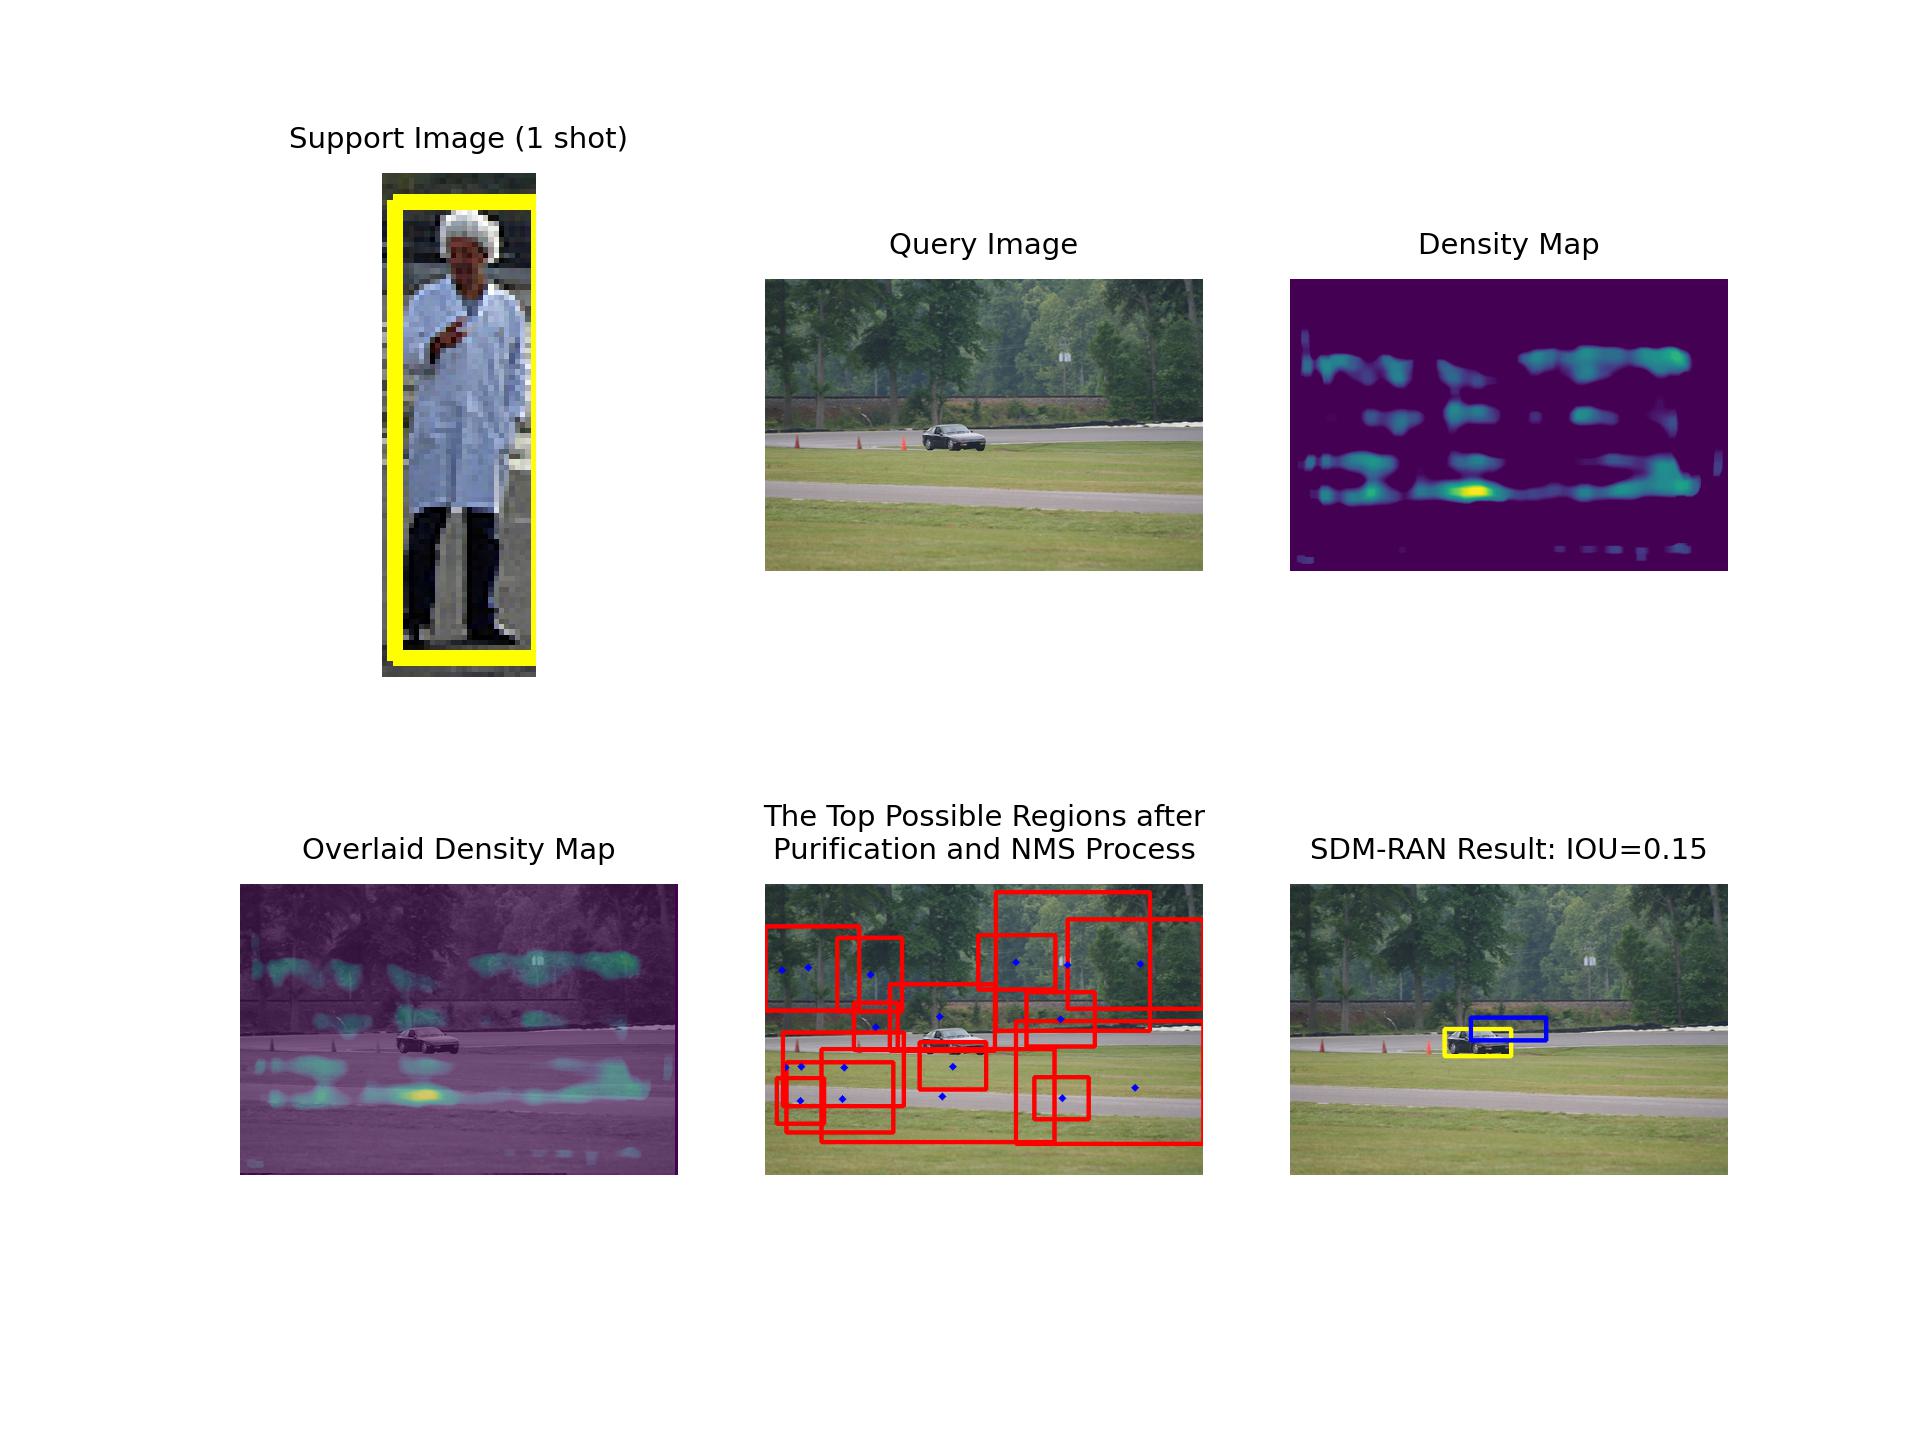 Support Image (1 shot)
Query Image
Density Map
Overlaid Density Map
The Top Possible Regions after
Purification and NMS Process
SDM-RAN Result: IOU=0.15